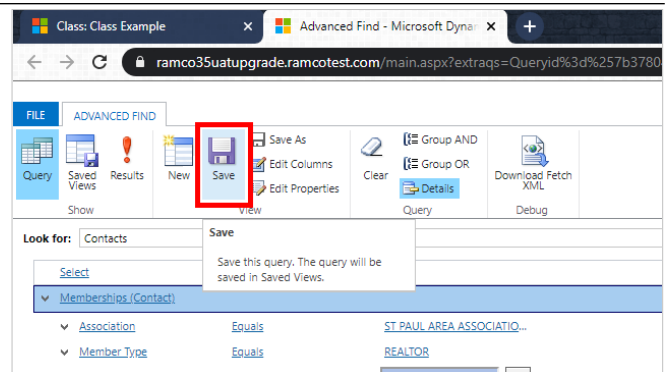 Class: Class Example
Advanced Find - Microsoft Dynar
ramco35uatupgrade.ramcotest.com/main.aspx?extraqs=Queryid%3d%257b3780
FILE
ADVANCED FIND
Query
Saved Views
Results
New
Save
Save As
Edit Columns
Edit Properties
Clear
Group AND
Group OR
Details
Download Fetch XML
Show
View
Query
Debug
Look for: Contacts
Save
Save this query. The query will be
saved in Saved Views.
Select
Memberships (Contact)
Association Equals ST PAUL AREA ASSOCIATIO...
Member Type Equals REALTOR